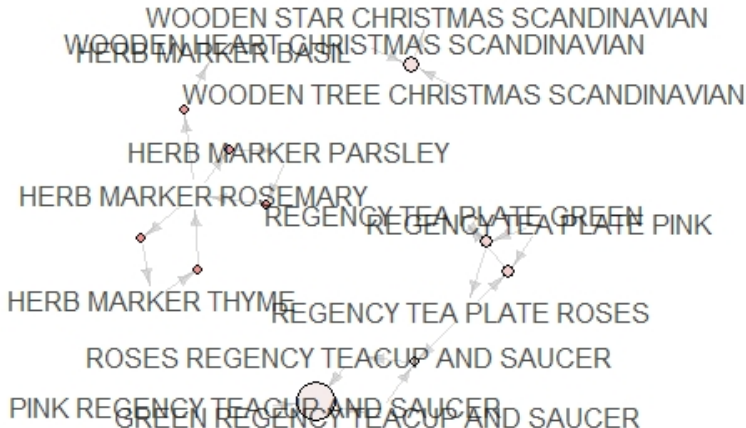 WOODEN STAR CHRISTMAS SCANDINAVIAN
WOODEN HEART CHRISTMAS SCANDINAVIAN
HERB MARKER BASIL
WOODEN TREE CHRISTMAS SCANDINAVIAN
HERB MARKER PARSLEY
HERB MARKER ROSEMARY
REGENCY TEA PLATE GREEN
REGENCY TEA PLATE PINK
HERB MARKER THYME
REGENCY TEA PLATE ROSES
ROSES REGENCY TEACUP AND SAUCER
PINK REGENCY TEACUP AND SAUCER
GREEN REGENCY TEACUP AND SAUCER